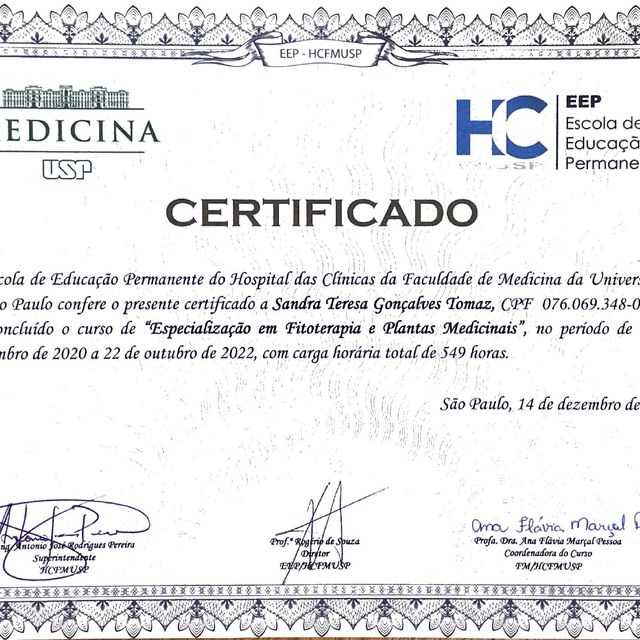 EEP - HCFMUSP
MEDICINA
USP
HC
USP
EEP
Escola de
Educaçã
Permane
CERTIFICADO
cola de Educação Permanente do Hospital das Clínicas da Faculdade de Medicina da Univers
o Paulo confere o presente certificado a Sandra Teresa Gonçalves Tomaz, CPF 076.069.348-0
oncluído o curso de “Especialização em Fitoterapia e Plantas Medicinais”, no período de
mbro de 2020 a 22 de outubro de 2022, com carga horária total de 549 horas.
São Paulo, 14 de dezembro de
Ana Flávia Marçal P
ng. Antonio José Rodrigues Pereira
Superintendente
HCFMUSP
Prof.º Rogério de Souza
Diretor
EEP/HCFMUSP
Profa. Dra. Ana Flávia Marçal Pessoa
Coordenadora do Curso
FM/HCFMUSP